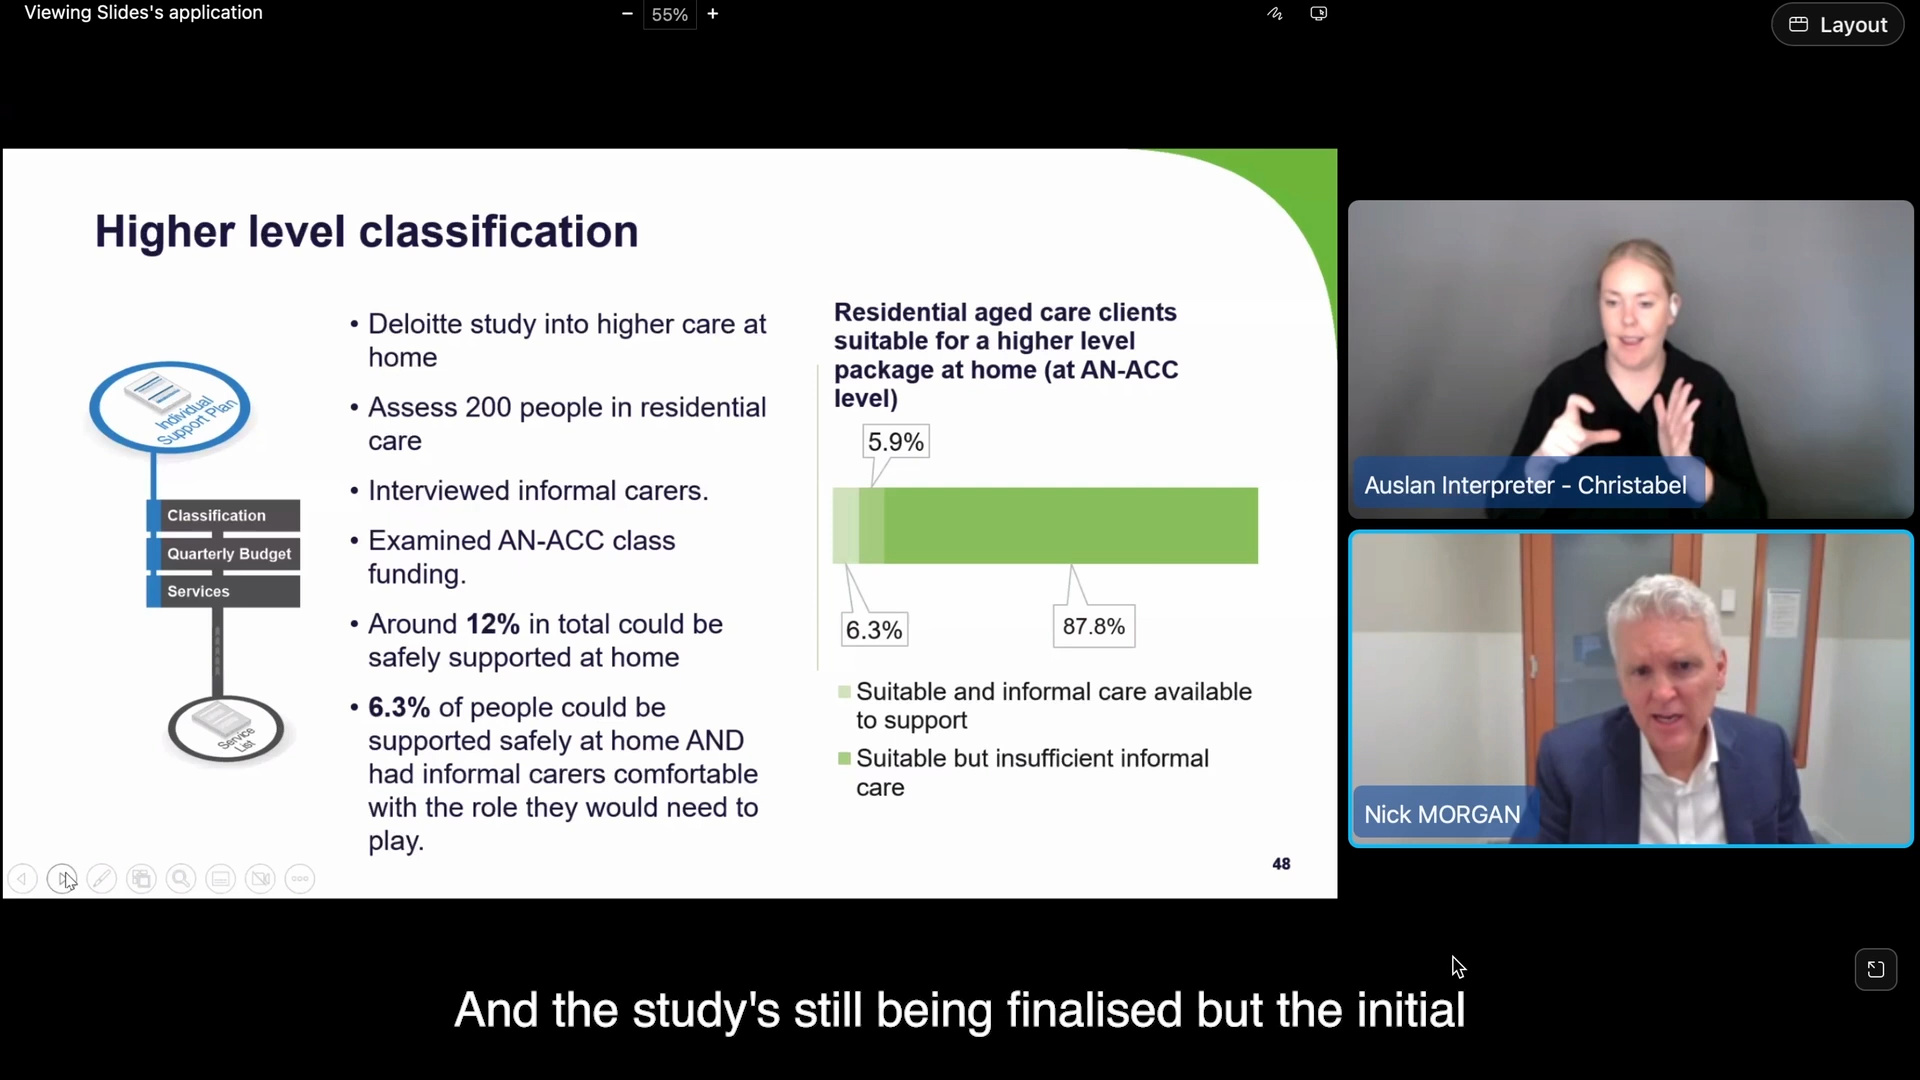 Viewing Slides's application
− 55% +
Layout
Higher level classification
Individual
Support Plan
Classification
Quarterly Budget
Services
Service
List
• Deloitte study into higher care at
home
• Assess 200 people in residential
care
• Interviewed informal carers.
• Examined AN-ACC class
funding.
• Around 12% in total could be
safely supported at home
• 6.3% of people could be
supported safely at home AND
had informal carers comfortable
with the role they would need to
play.
Residential aged care clients
suitable for a higher level
package at home (at AN-ACC
level)
5.9%
6.3%
87.8%
Suitable and informal care available
to support
Suitable but insufficient informal
care
48
Auslan Interpreter - Christabel
Nick MORGAN
And the study's still being finalised but the initial